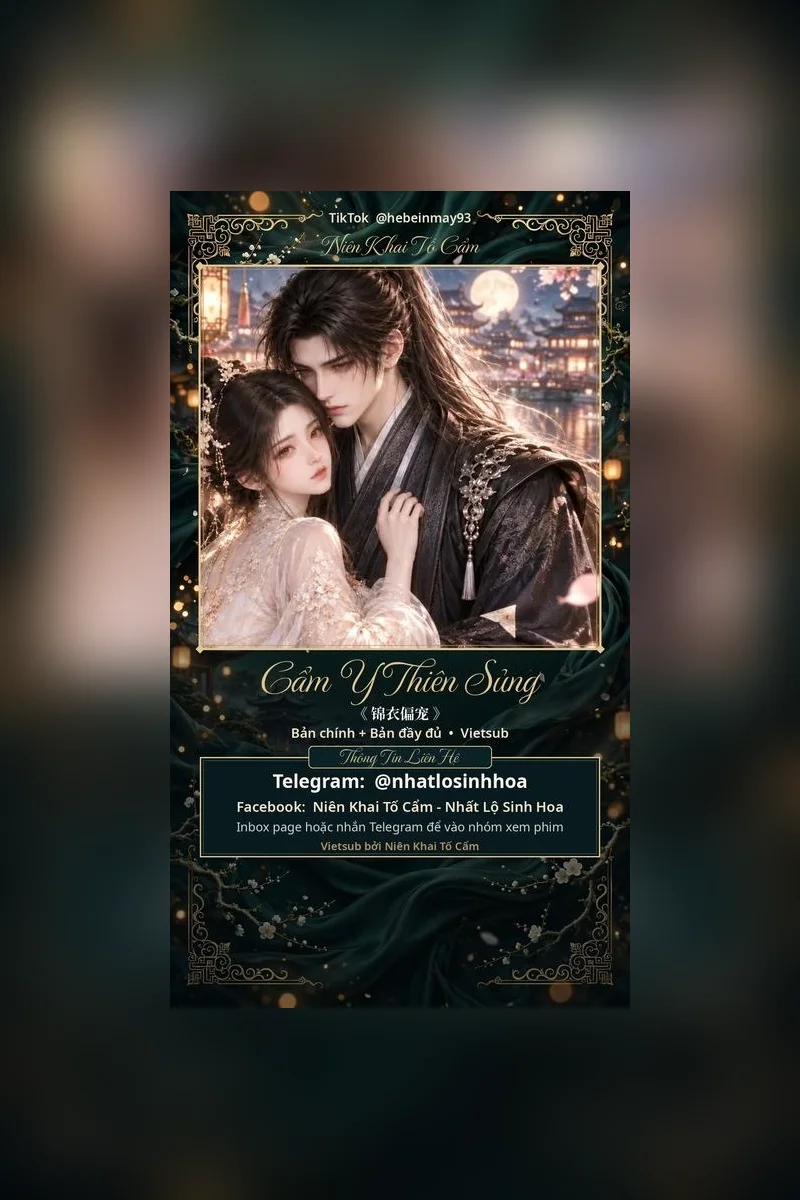 TikTok @hebeinmay93
Niên Khai Tố Cẩm
Cẩm Y Thiên Sủng
《锦衣偏宠》
Bản chính + Bản đầy đủ • Vietsub
Thông Tin Liên Hệ
Telegram: @nhatlosinhhoa
Facebook: Niên Khai Tố Cẩm - Nhất Lộ Sinh Hoa
Inbox page hoặc nhắn Telegram để vào nhóm xem phim
Vietsub bởi Niên Khai Tố Cẩm